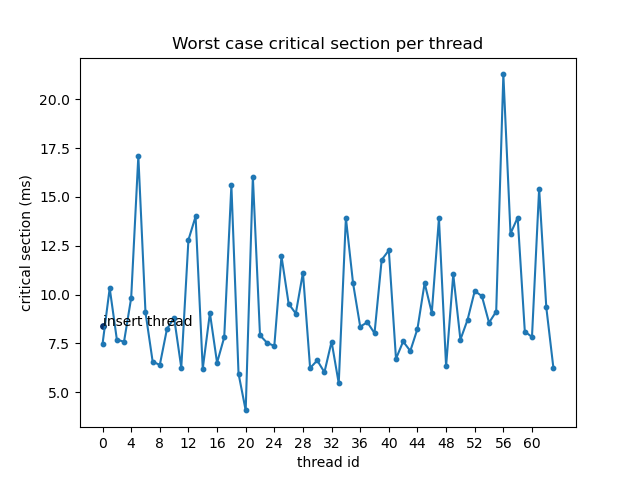 Worst case critical section per thread
critical section (ms)
20.0
17.5
15.0
12.5
10.0
7.5
5.0
insert thread
0 4 8 12 16 20 24 28 32 36 40 44 48 52 56 60
thread id